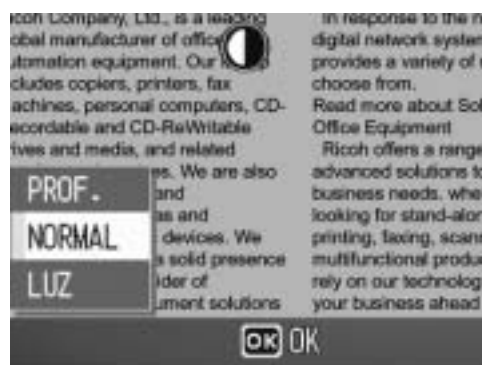 icoh Company, Ltd., is a leading
obal manufacturer of office
utomation equipment. Our
cludes copiers, printers, fax
achines, personal computers, CD-
ecordable and CD-ReWritable
ives and media, and related
es. We are also
and
as and
devices. We
a solid presence
ider of
ument solutions
In response to the n
digital network system
provides a variety of
choose from.
Read more about Sol
Office Equipment
Ricoh offers a range
advanced solutions to
business needs. whe
looking for stand-alon
printing, faxing, scann
multifunctional produc
rely on our technolog
your business ahead
PROF.
NORMAL
LUZ
OK OK